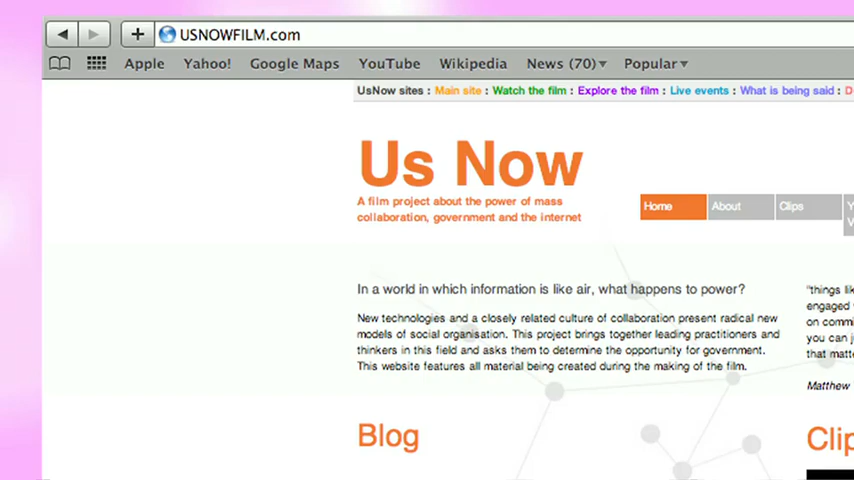 USNOWFILM.com
Apple Yahoo! Google Maps YouTube Wikipedia News (70)▾ Popular▾
UsNow sites : Main site : Watch the film : Explore the film : Live events : What is being said :
Us Now
A film project about the power of mass
collaboration, government and the internet
Home About Clips
In a world in which information is like air, what happens to power?
New technologies and a closely related culture of collaboration present radical new
models of social organisation. This project brings together leading practitioners and
thinkers in this field and asks them to determine the opportunity for government.
This website features all material being created during the making of the film.
"things
engaged
on
you can
that
Matthew
Blog
Clip